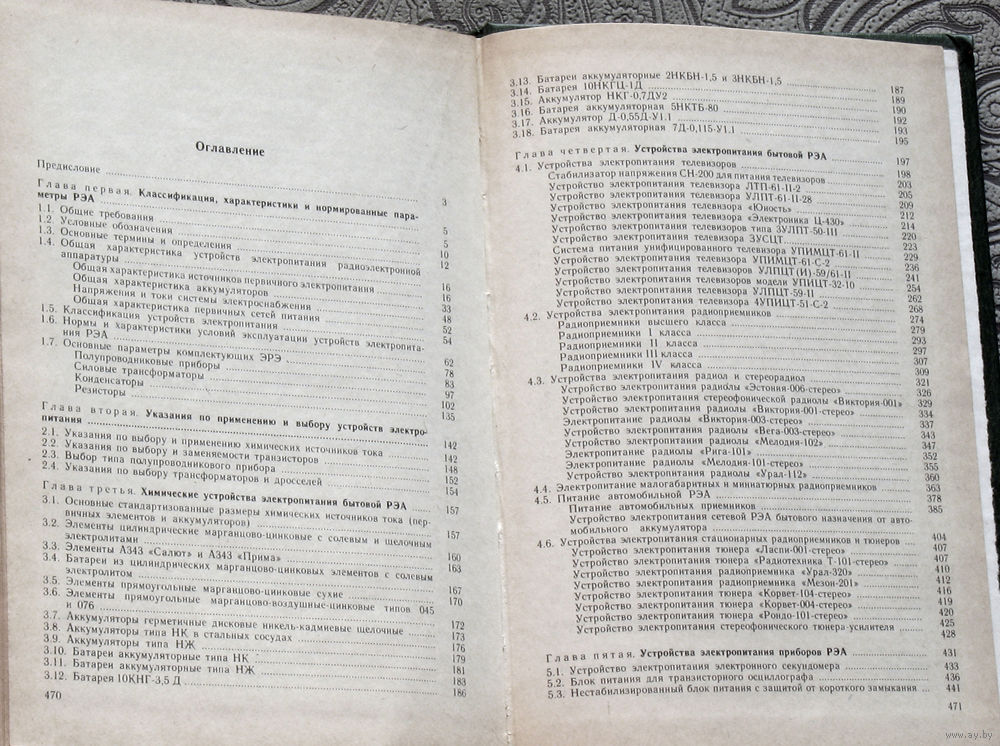 Оглавление
Предисловие 3
Глава первая. Классификация, характеристики и нормированные пара-
метры РЭА 5
1.1. Общие требования 5
1.2. Условные обозначения 10
1.3. Основные термины и определения 12
1.4. Общая характеристика устройств электропитания радиоэлектронной
аппаратуры 16
Общая характеристика источников первичного электропитания 16
Общая характеристика аккумуляторов 33
Напряжения и токи системы электроснабжения 48
Общая характеристика первичных сетей питания 52
1.5. Классификация устройств электропитания 54
1.6. Нормы и характеристики условий эксплуатации устройств электропита-
ния РЭА 62
1.7. Основные параметры комплектующих ЭРЭ 78
Полупроводниковые приборы 83
Силовые трансформаторы 97
Конденсаторы 102
Резисторы 135
Глава вторая. Указания по применению и выбору устройств электро-
питания 142
2.1. Указания по выбору и применению химических источников тока 142
2.2. Указания по выбору и заменяемости транзисторов 148
2.3. Выбор типа полупроводникового прибора 152
2.4. Указания по выбору трансформаторов и дросселей 154
Глава третья. Химические устройства электропитания бытовой РЭА 157
3.1. Основные стандартизованные размеры химических источников тока (пер-
вичных элементов и аккумуляторов) 157
3.2. Элементы цилиндрические марганцово-цинковые с солевым и щелочным
электролитами 160
3.3. Элементы А343 «Салют» и А343 «Прима» 163
3.4. Батареи из цилиндрических марганцово-цинковых элементов с солевым
электролитом 167
3.5. Элементы прямоугольные марганцово-цинковые сухие 170
3.6. Элементы прямоугольные марганцово-воздушные-цинковые типов 045
и 076 172
3.7. Аккумуляторы герметичные дисковые никель-кадмиевые щелочные 173
3.8. Аккумуляторы типа НК в стальных сосудах 176
3.9. Аккумуляторы типа НЖ 179
3.10. Батареи аккумуляторные типа НК 181
3.11. Батареи аккумуляторные типа НЖ 183
3.12. Батарея 10КНГ-3,5 Д 186
470
3.13. Батареи аккумуляторные 2НКБН-1,5 и 3НКБН-1,5 187
3.14. Батарея 10НКГЦ-1Д 189
3.15. Аккумулятор НКГ-0,7ДУ2 190
3.16. Батарея аккумуляторная 5НКТБ-80 192
3.17. Аккумулятор Д-0,55Д-У1.1 193
3.18. Батарея аккумуляторная 7Д-0,115-У1.1 195
Глава четвертая. Устройства электропитания бытовой РЭА 197
4.1. Устройства электропитания телевизоров 198
Стабилизатор напряжения СН-200 для питания телевизоров 203
Устройство электропитания телевизора ЛТП-61-II-2 205
Устройство электропитания телевизора УЛПТ-61-II-28 209
Устройство электропитания телевизора «Юность» 212
Устройство электропитания телевизора «Электроника Ц-430» 214
Устройство электропитания телевизоров типа 3УЛПТ-50-III 220
Устройство электропитания телевизора 3УСЦТ 223
Система питания унифицированного телевизора УПИМЦТ-61-II 229
Устройство электропитания телевизора УПИМЦТ-61-С-2 236
Устройство электропитания телевизоров УЛПЦТ(И)-59/61-II 241
Устройство электропитания телевизоров модели УПИЦТ-32-10 254
Устройство электропитания телевизора УЛПЦТ-59-II 262
Устройство электропитания телевизора 4УПИЦТ-51-С-2 268
4.2. Устройства электропитания радиоприемников 274
Радиоприемники высшего класса 279
Радиоприемники I класса 293
Радиоприемники II класса 297
Радиоприемники III класса 307
Радиоприемники IV класса 309
4.3. Устройства электропитания радиол и стереорадиол 321
Устройство электропитания радиолы «Эстония-006-стерео» 326
Устройство электропитания стереофонической радиолы «Виктория-001» 329
Устройство электропитания радиолы «Виктория-001-стерео» 334
Электропитание радиолы «Виктория-003-стерео» 337
Устройство электропитания радиолы «Вега-003-стерео» 343
Устройство электропитания радиолы «Мелодия-102» 347
Электропитание радиолы «Рига-101» 352
Электропитание радиолы «Мелодия-101-стерео» 355
Устройство электропитания радиолы «Урал-112» 360
4.4. Электропитание малогабаритных и миниатюрных радиоприемников 363
4.5. Питание автомобильной РЭА 378
Питание автомобильных приемников 385
Устройство электропитания сетевой РЭА бытового назначения от авто-
мобильного аккумулятора 404
4.6. Устройства электропитания стационарных радиоприемников и тюнеров 407
Устройство электропитания тюнера «Ласпи-001-стерео» 407
Устройство электропитания тюнера «Радиотехника Т-101-стерео» 410
Устройство электропитания радиоприемника «Урал-320» 412
Устройство электропитания радиоприемника «Мезон-201» 416
Устройство электропитания тюнера «Корвет-104-стерео» 419
Устройство электропитания тюнера «Корвет-004-стерео» 420
Устройство электропитания тюнера «Рондо-101-стерео» 425
Устройство электропитания стереофонического тюнера-усилителя 428
Глава пятая. Устройства электропитания приборов РЭА 431
5.1. Устройство электропитания электронного секундомера 433
5.2. Блок питания для транзисторного осциллографа 436
5.3. Нестабилизированный блок питания с защитой от короткого замыкания 441
471
www.ay.by